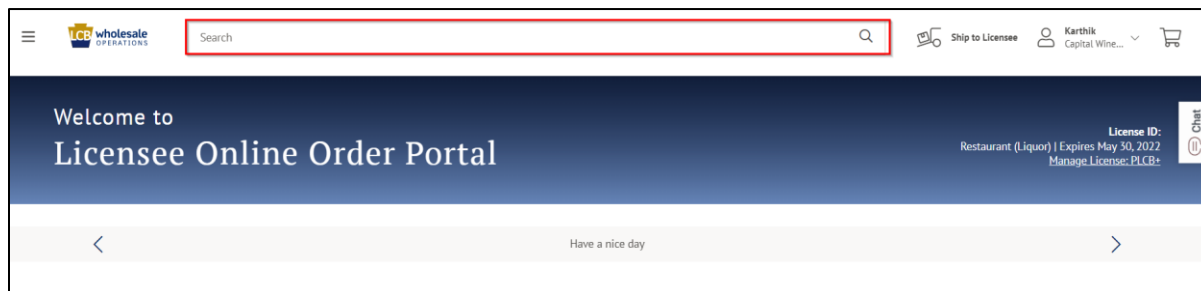 LCB wholesale
OPERATIONS
Search
Ship to Licensee
Karthik
Capital Wine...
Welcome to
Licensee Online Order Portal
License ID:
Restaurant (Liquor) | Expires May 30, 2022
Manage License: PLCB+
Chat
Have a nice day